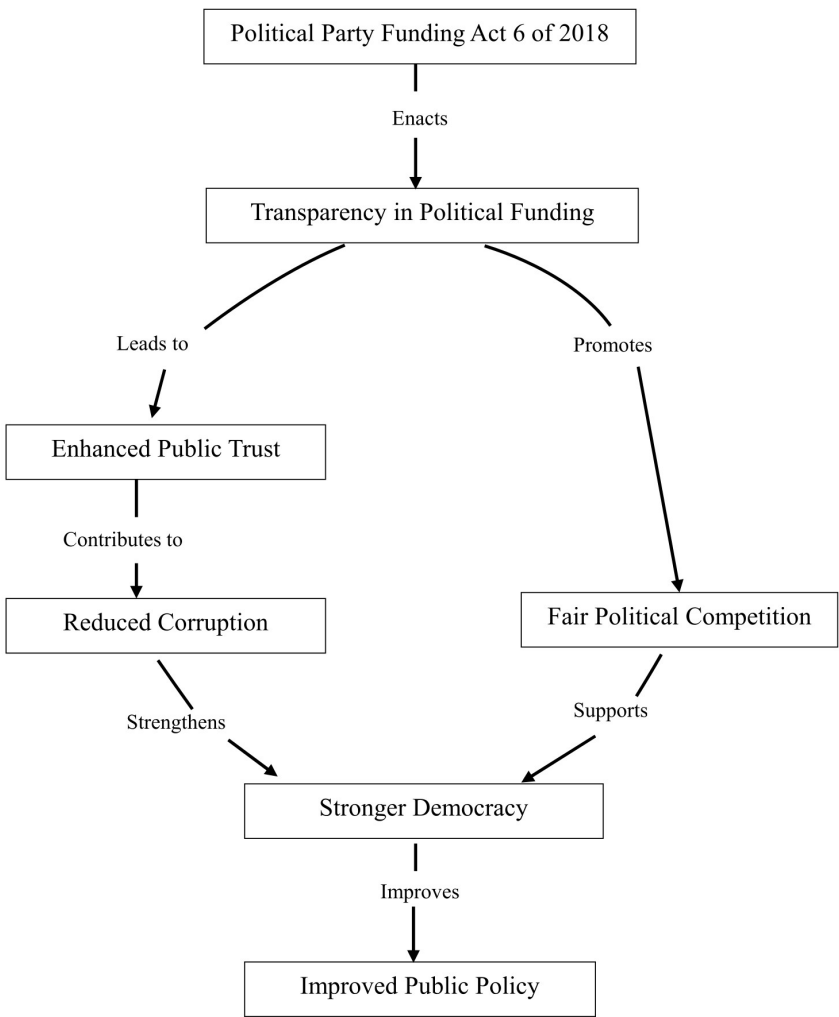 Political Party Funding Act 6 of 2018
Enacts
Transparency in Political Funding
Leads to
Promotes
Enhanced Public Trust
Contributes to
Reduced Corruption
Fair Political Competition
Strengthens
Supports
Stronger Democracy
Improves
Improved Public Policy